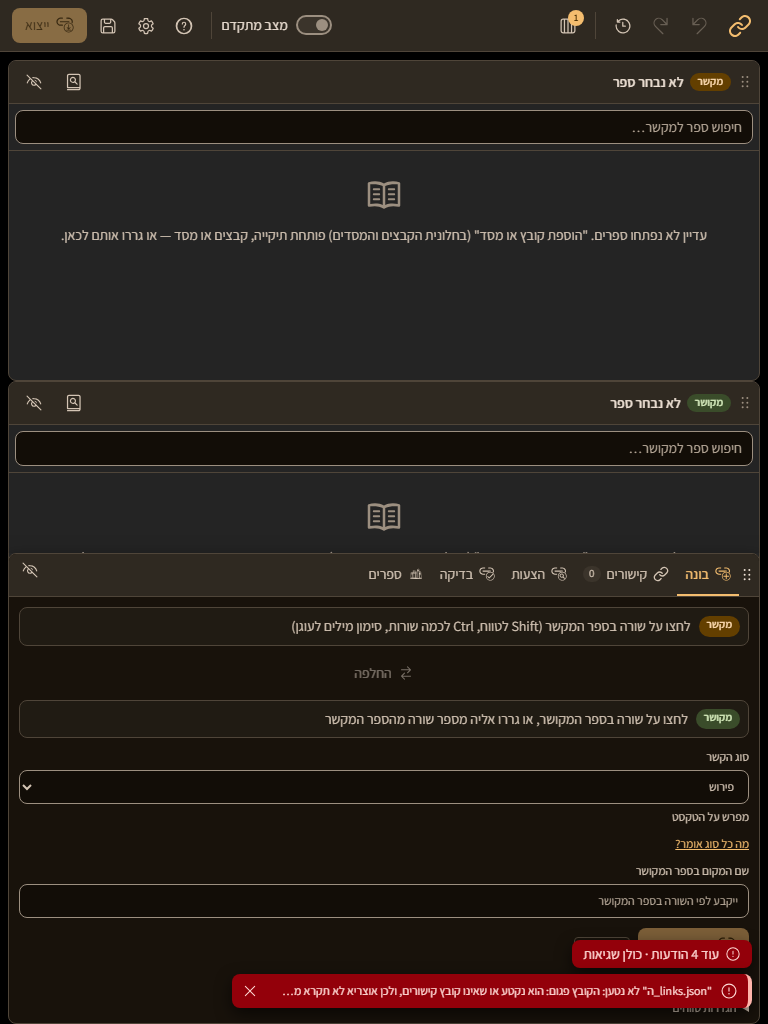 1
מצב מתקדם
ייצוא
מקשר
לא נבחר ספר
חיפוש ספר למקשר...
עדיין לא נפתחו ספרים. "הוספת קובץ או מסד" (בחלונית הקבצים והמסדים) פותחת תיקייה, קבצים או מסד — או גררו אותם לכאן.
מקושר
לא נבחר ספר
חיפוש ספר למקושר...
בונה
קישורים 0
הצעות
בדיקה
ספרים
מקשר
לחצו על שורה בספר המקשר (Shift לטווח, Ctrl לכמה שורות, סימון מילים לעוגן)
החלפה
מקושר
לחצו על שורה בספר המקושר, או גררו אליה מספר שורה מהספר המקשר
סוג הקשר
פירוש
מפרש על הטקסט
מה כל סוג אומר?
שם המקום בספר המקושר
ייקבע לפי השורה בספר המקושר
עוד 4 הודעות · כולן שגיאות
"ה_links.json" לא נטען: הקובץ פגום: הוא נקטע או שאינו קובץ קישורים, ולכן אוצריא לא תקרא מ...